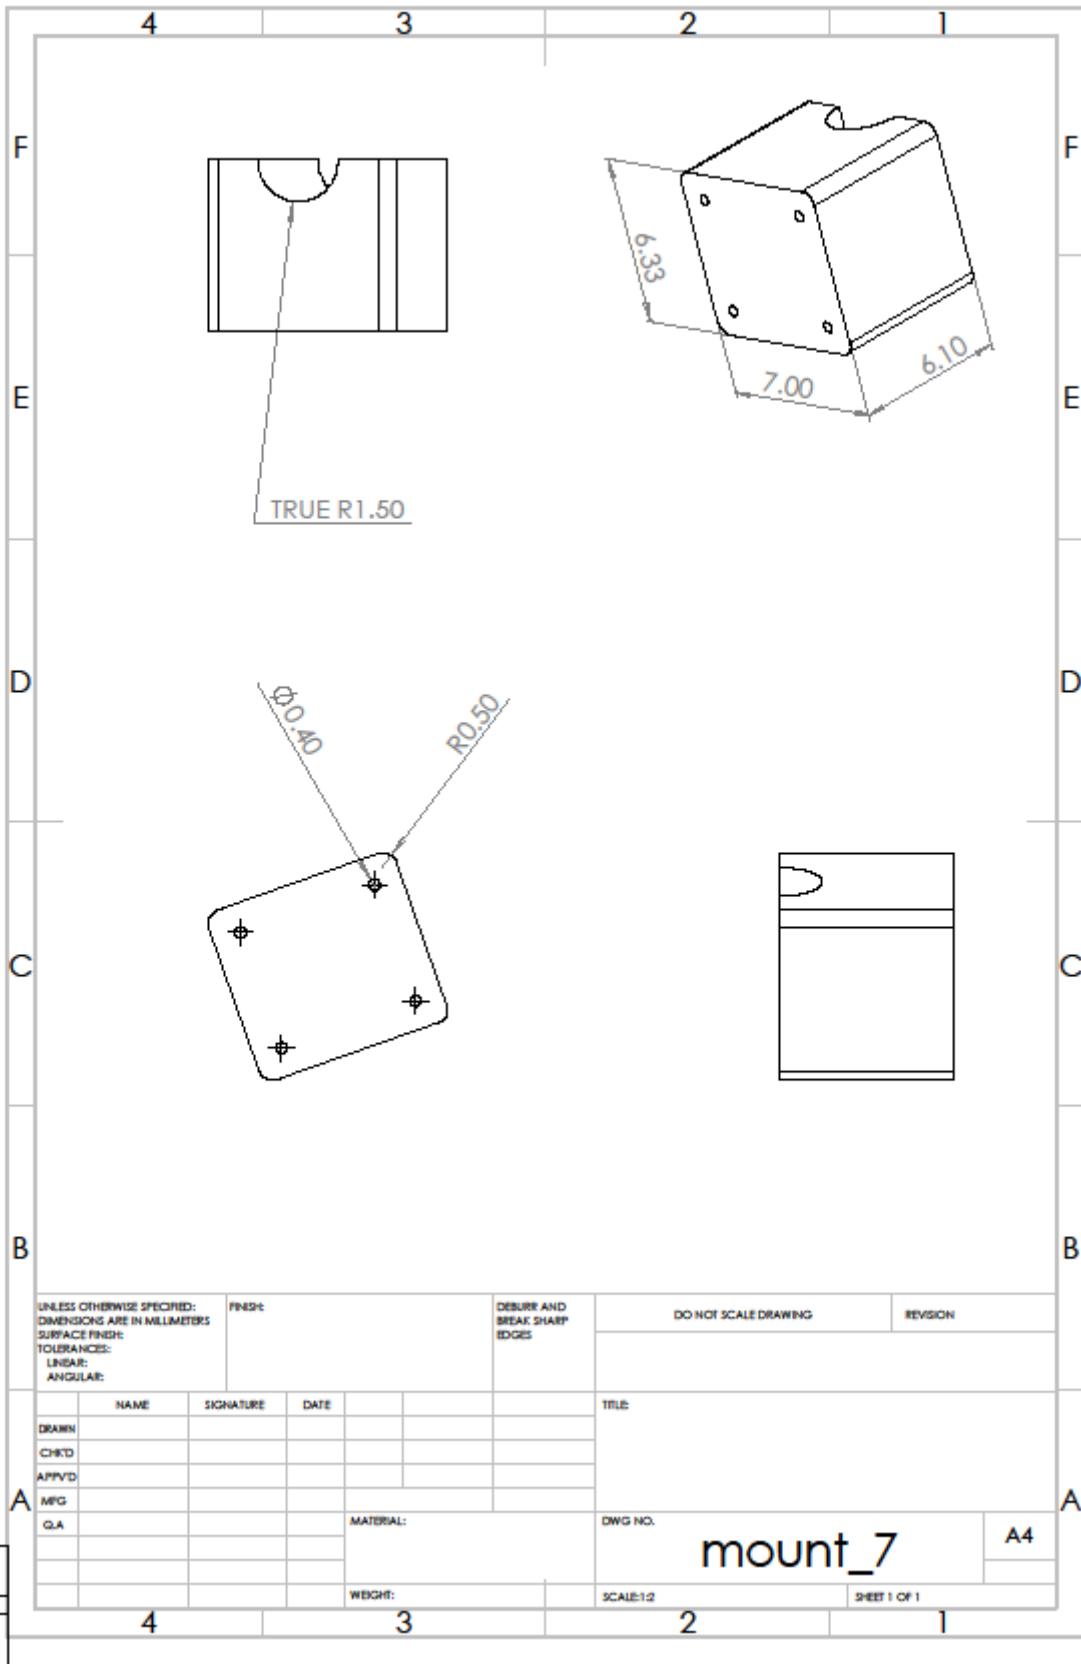 4 3 2 1
F F
6.33
6.10
7.00
E E
TRUE R1.50
D D
Ø0.40
R0.50
C C
B B
UNLESS OTHERWISE SPECIFIED:
DIMENSIONS ARE IN MILLIMETERS
SURFACE FINISH:
TOLERANCES:
LINEAR:
ANGULAR:
FINISH:
DEBURR AND
BREAK SHARP
EDGES
DO NOT SCALE DRAWING
REVISION
NAME SIGNATURE DATE
TITLE:
DRAWN
CHK'D
APPV'D
MFG
Q.A
A A
MATERIAL:
DWG NO.
mount_7
A4
WEIGHT:
SCALE:1:2
SHEET 1 OF 1
4 3 2 1